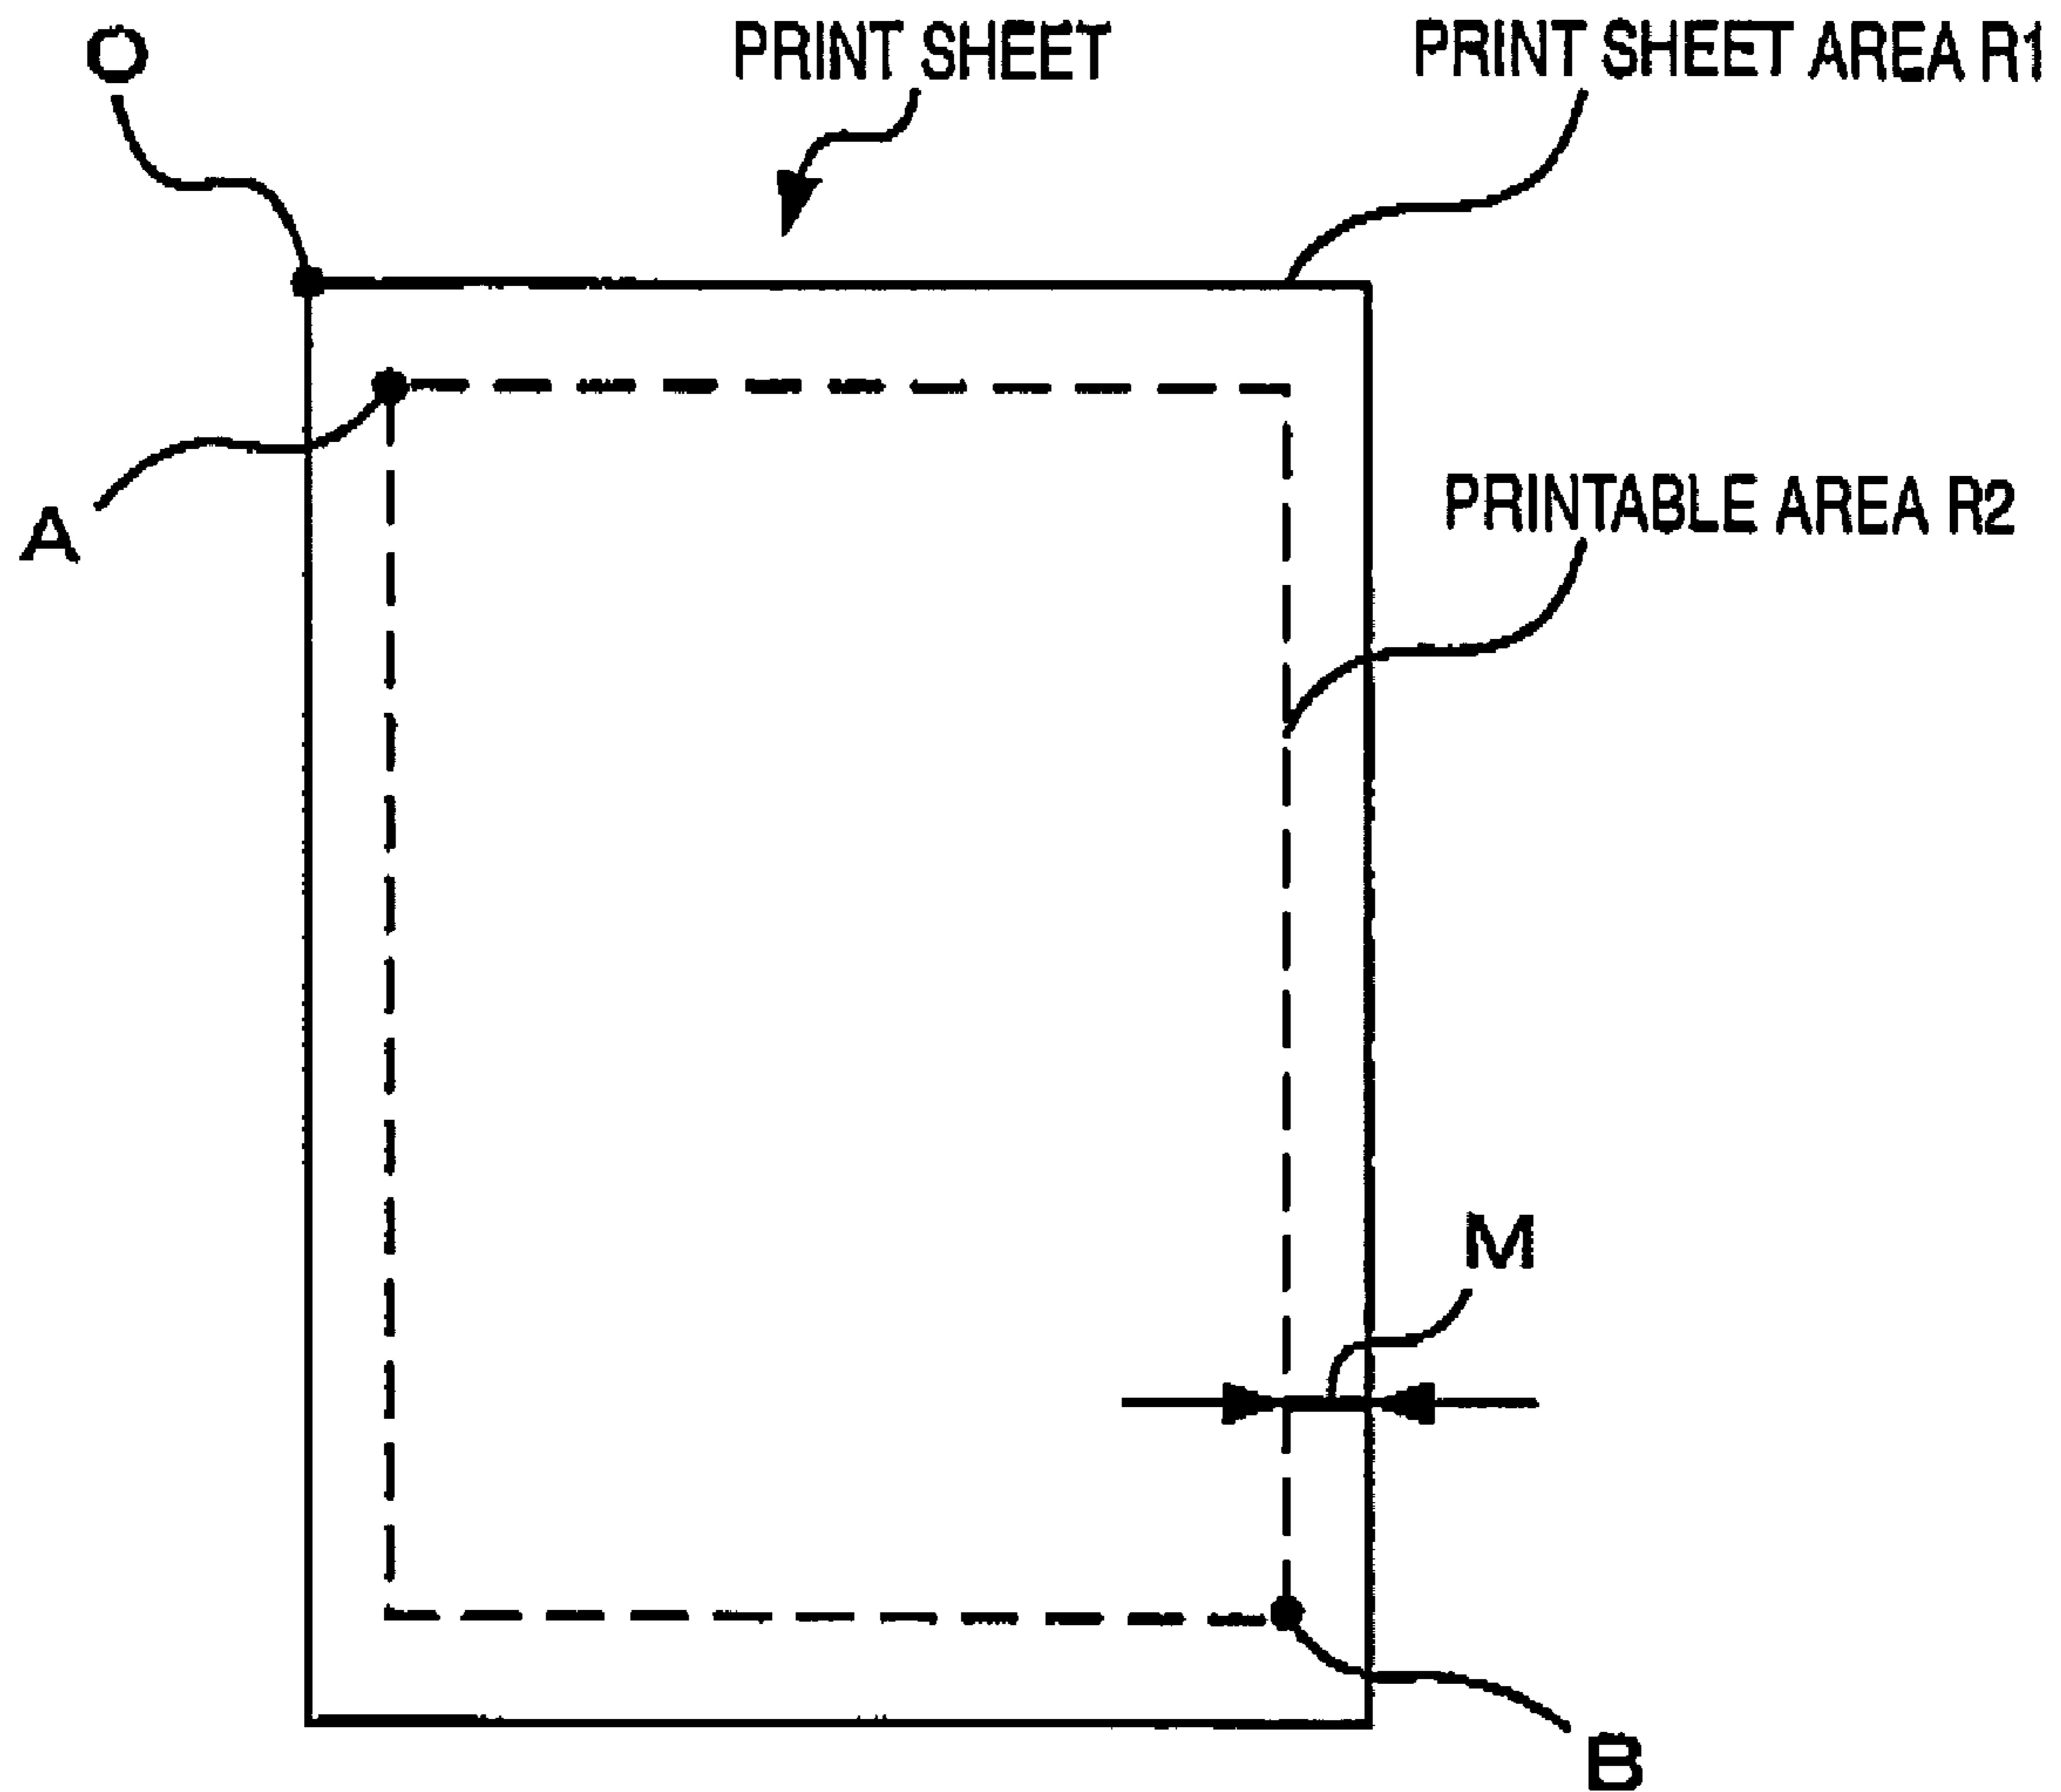 O
PRINT SHEET
PRINT SHEET AREA R1
A
PRINTABLE AREA R2
M
B